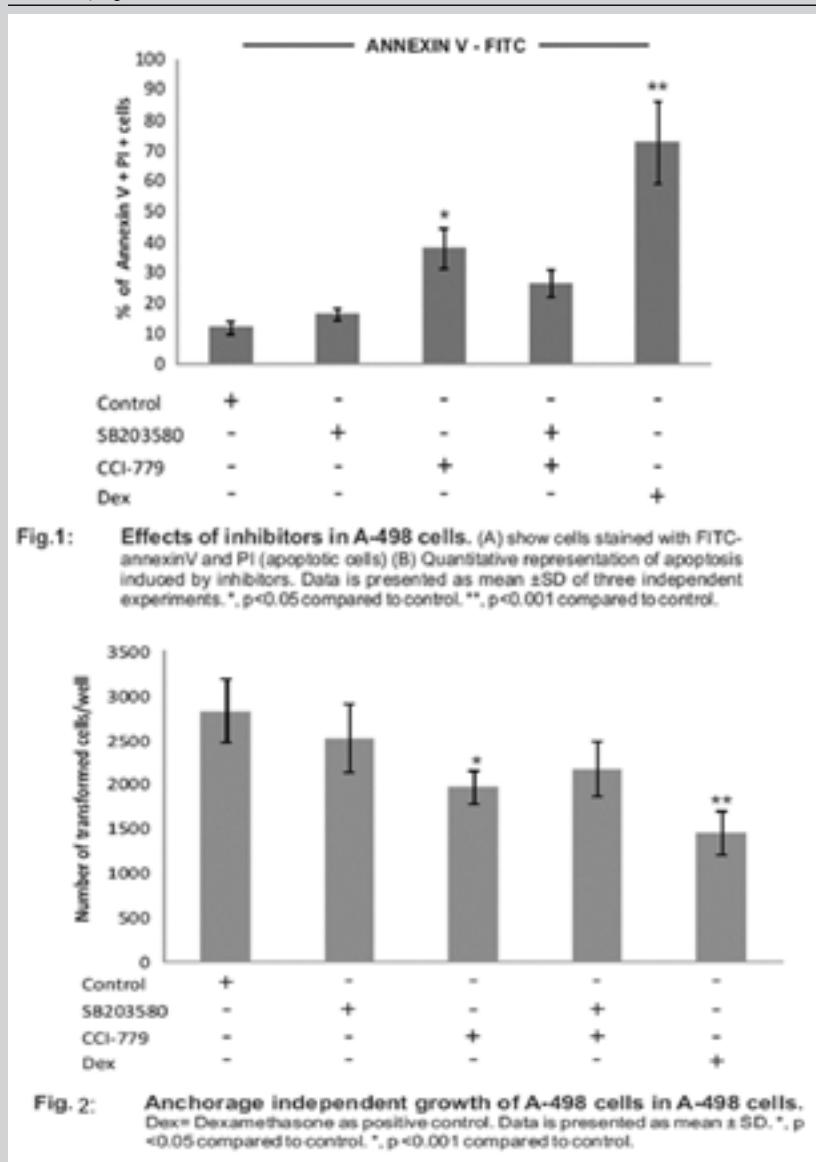 ANNEXIN V - FITC
% of Annexin V + PI + cells
100
90
80
70
60
50
40
30
20
10
0
*
**
Control + - - - -
SB203580 - + - + -
CCI-779 - - + + -
Dex - - - - +
Fig.1: Effects of inhibitors in A-498 cells. (A) show cells stained with FITC-
annexinV and PI (apoptotic cells) (B) Quantitative representation of apoptosis
induced by inhibitors. Data is presented as mean ±SD of three independent
experiments. *, p<0.05 compared to control. **, p<0.001 compared to control.
Number of transformed cells/well
3500
3000
2500
2000
1500
1000
500
0
*
**
Control + - - - -
SB203580 - + - + -
CCI-779 - - + + -
Dex - - - - +
Fig. 2: Anchorage independent growth of A-498 cells in A-498 cells.
Dex= Dexamethasone as positive control. Data is presented as mean ± SD. *, p
<0.05 compared to control. *, p <0.001 compared to control.